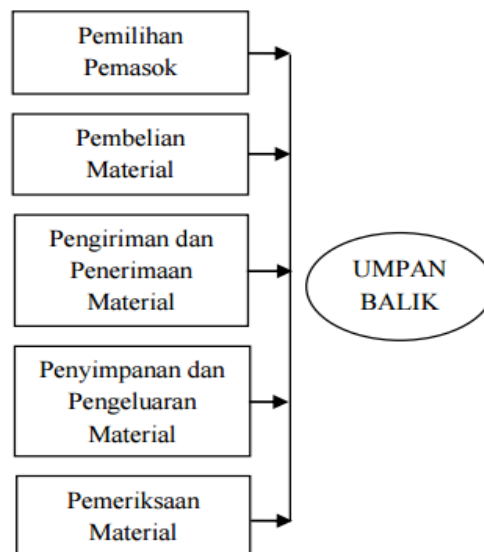 Pemilihan
Pemasok
Pembelian
Material
Pengiriman dan
Penerimaan
Material
UMPAN
BALIK
Penyimpanan dan
Pengeluaran
Material
Pemeriksaan
Material